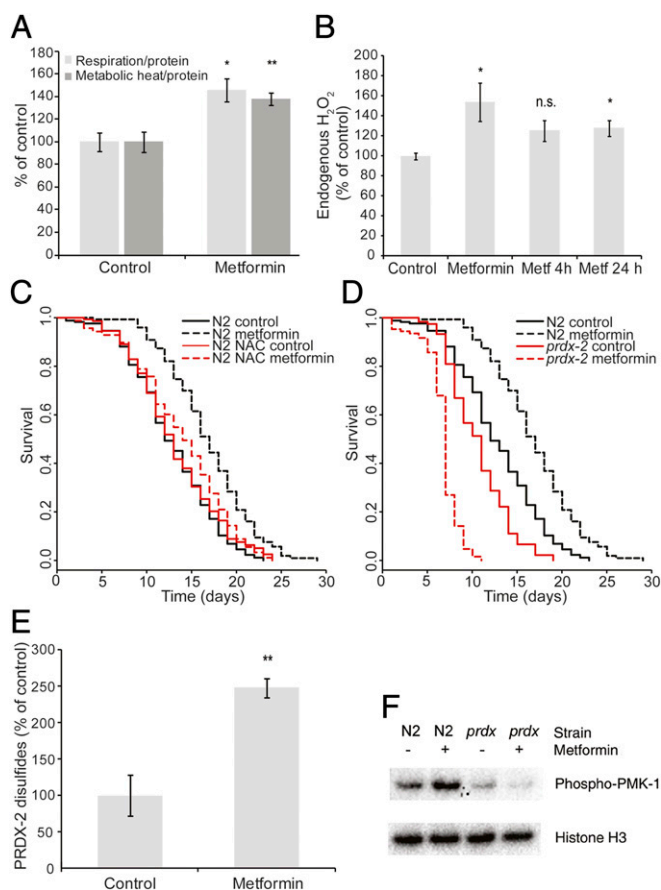 A
Respiration/protein
Metabolic heat/protein
% of control
180
160
140
120
100
80
60
40
20
0
*
**
Control
Metformin
B
Endogenous H2O2
(% of control)
200
180
160
140
120
100
80
60
40
20
0
*
n.s.
*
Control
Metformin
Metf 4h
Metf 24 h
C
N2 control
N2 metformin
N2 NAC control
N2 NAC metformin
Survival
1.0
0.8
0.6
0.4
0.2
0.0
0 5 10 15 20 25 30
Time (days)
D
N2 control
N2 metformin
prdx-2 control
prdx-2 metformin
Survival
1.0
0.8
0.6
0.4
0.2
0.0
0 5 10 15 20 25 30
Time (days)
E
PRDX-2 disulfides (% of control)
300
250
200
150
100
50
0
**
Control
Metformin
F
N2 N2 prdx prdx Strain
- + - + Metformin
Phospho-PMK-1
Histone H3